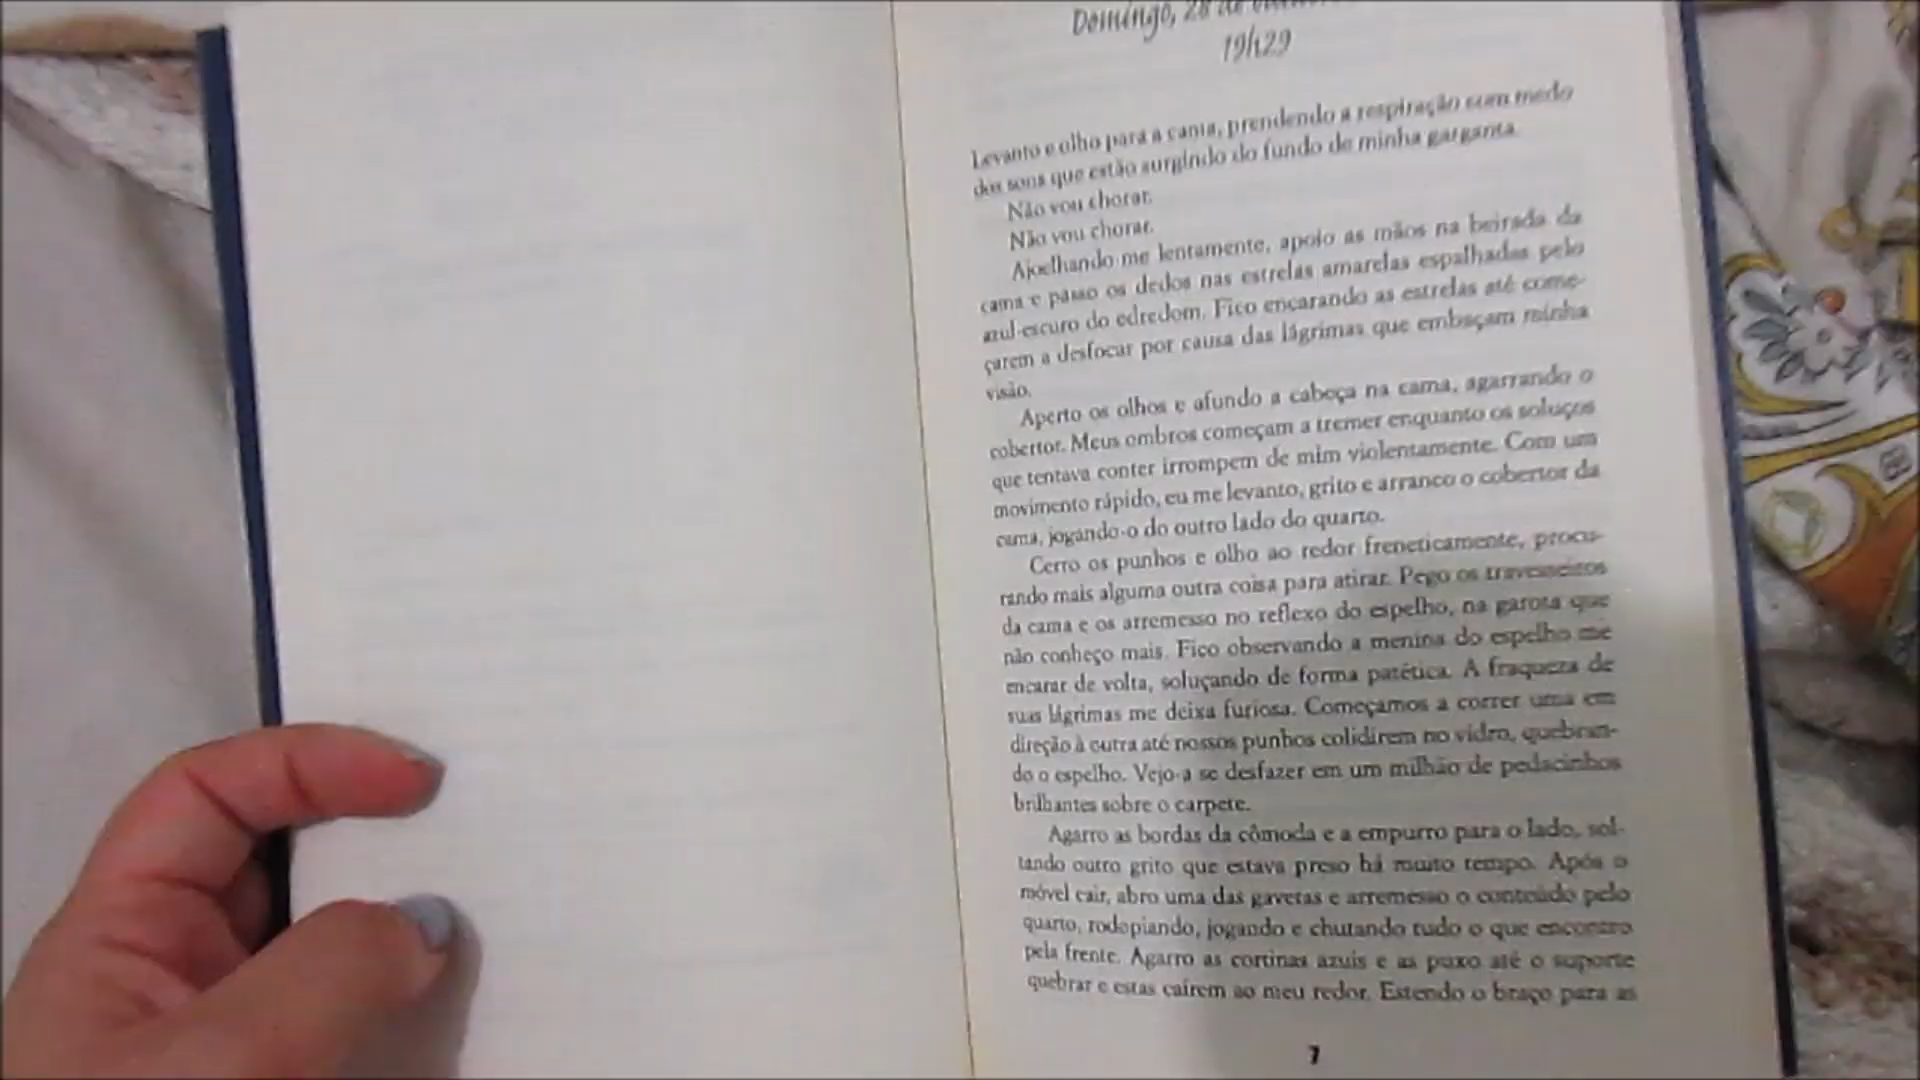 Domingo, 28 de
19h29
Levanto e olho para a cama, prendendo a respiração com medo
dos sons que estão surgindo do fundo de minha garganta.
Não vou chorar.
Não vou chorar.
Ajoelhando-me lentamente, apoio as mãos na beirada da
cama e passo os dedos nas estrelas amarelas espalhadas pelo
azul-escuro do edredom. Fico encarando as estrelas até come-
çarem a desfocar por causa das lágrimas que embaçam minha
visão.
Aperto os olhos e afundo a cabeça na cama, agarrando o
cobertor. Meus ombros começam a tremer enquanto os soluços
que tentava conter irrompem de mim violentamente. Com um
movimento rápido, eu me levanto, grito e arranco o cobertor da
cama, jogando-o do outro lado do quarto.
Cerro os punhos e olho ao redor freneticamente, procu-
rando mais alguma outra coisa para atirar. Pego os travesseiros
da cama e os arremesso no reflexo do espelho, na garota que
não conheço mais. Fico observando a menina do espelho me
encarar de volta, soluçando de forma patética. A fraqueza de
suas lágrimas me deixa furiosa. Começamos a correr uma em
direção à outra até nossos punhos colidirem no vidro, quebran-
do o espelho. Vejo-a se desfazer em um milhão de pedacinhos
brilhantes sobre o carpete.
Agarro as bordas da cômoda e a empurro para o lado, sol-
tando outro grito que estava preso há muito tempo. Após o
móvel cair, abro uma das gavetas e arremesso o conteúdo pelo
quarto, rodopiando, jogando e chutando tudo o que encontro
pela frente. Agarro as cortinas azuis e as puxo até o suporte
quebrar e estas caírem ao meu redor. Estendo o braço para as
7